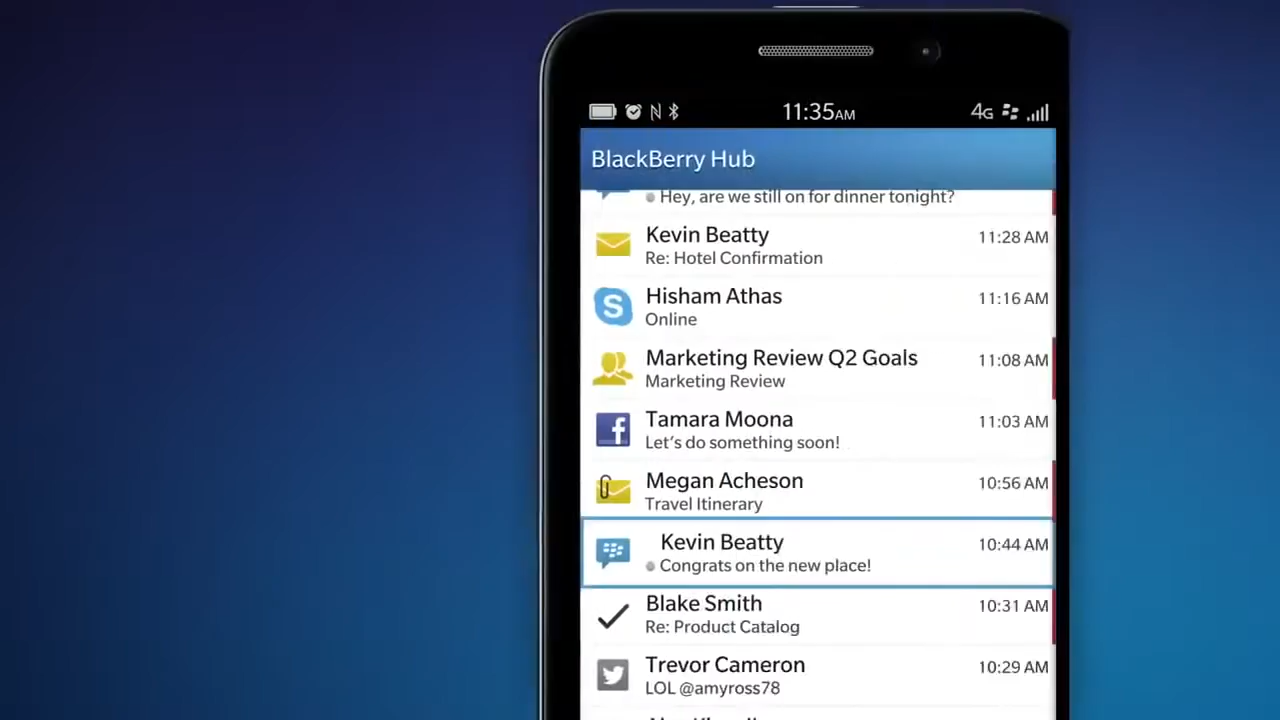 11:35AM
4G
BlackBerry Hub
Hey, are we still on for dinner tonight?
Kevin Beatty 11:28 AM
Re: Hotel Confirmation
Hisham Athas 11:16 AM
Online
Marketing Review Q2 Goals 11:08 AM
Marketing Review
Tamara Moona 11:03 AM
Let's do something soon!
Megan Acheson 10:56 AM
Travel Itinerary
Kevin Beatty 10:44 AM
Congrats on the new place!
Blake Smith 10:31 AM
Re: Product Catalog
Trevor Cameron 10:29 AM
LOL @amyross78